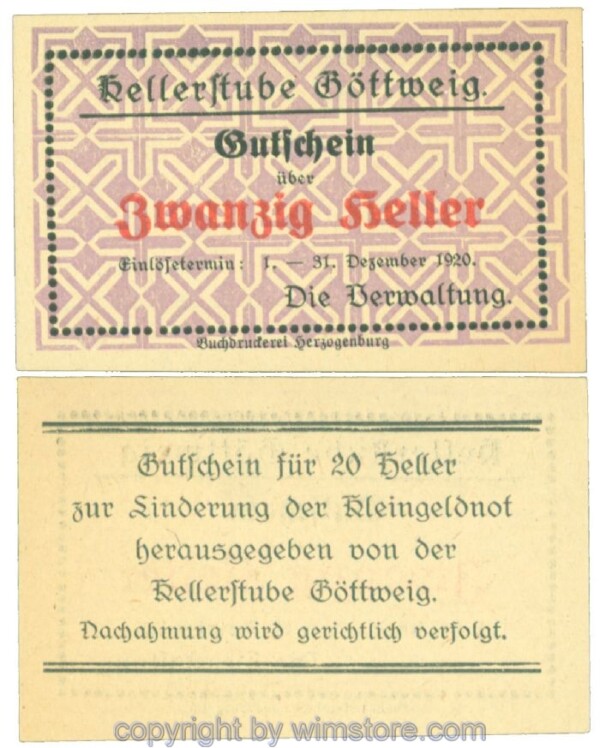 Kellerstube Göttweig.
Gutschein
über
Zwanzig Heller
Einlösetermin: 1. — 31. Dezember 1920.
Die Verwaltung.
Buchdruckerei Herzogenburg
Gutschein für 20 Heller
zur Linderung der Kleingeldnot
herausgegeben von der
Kellerstube Göttweig.
Nachahmung wird gerichtlich verfolgt.
copyright by wimstore.com